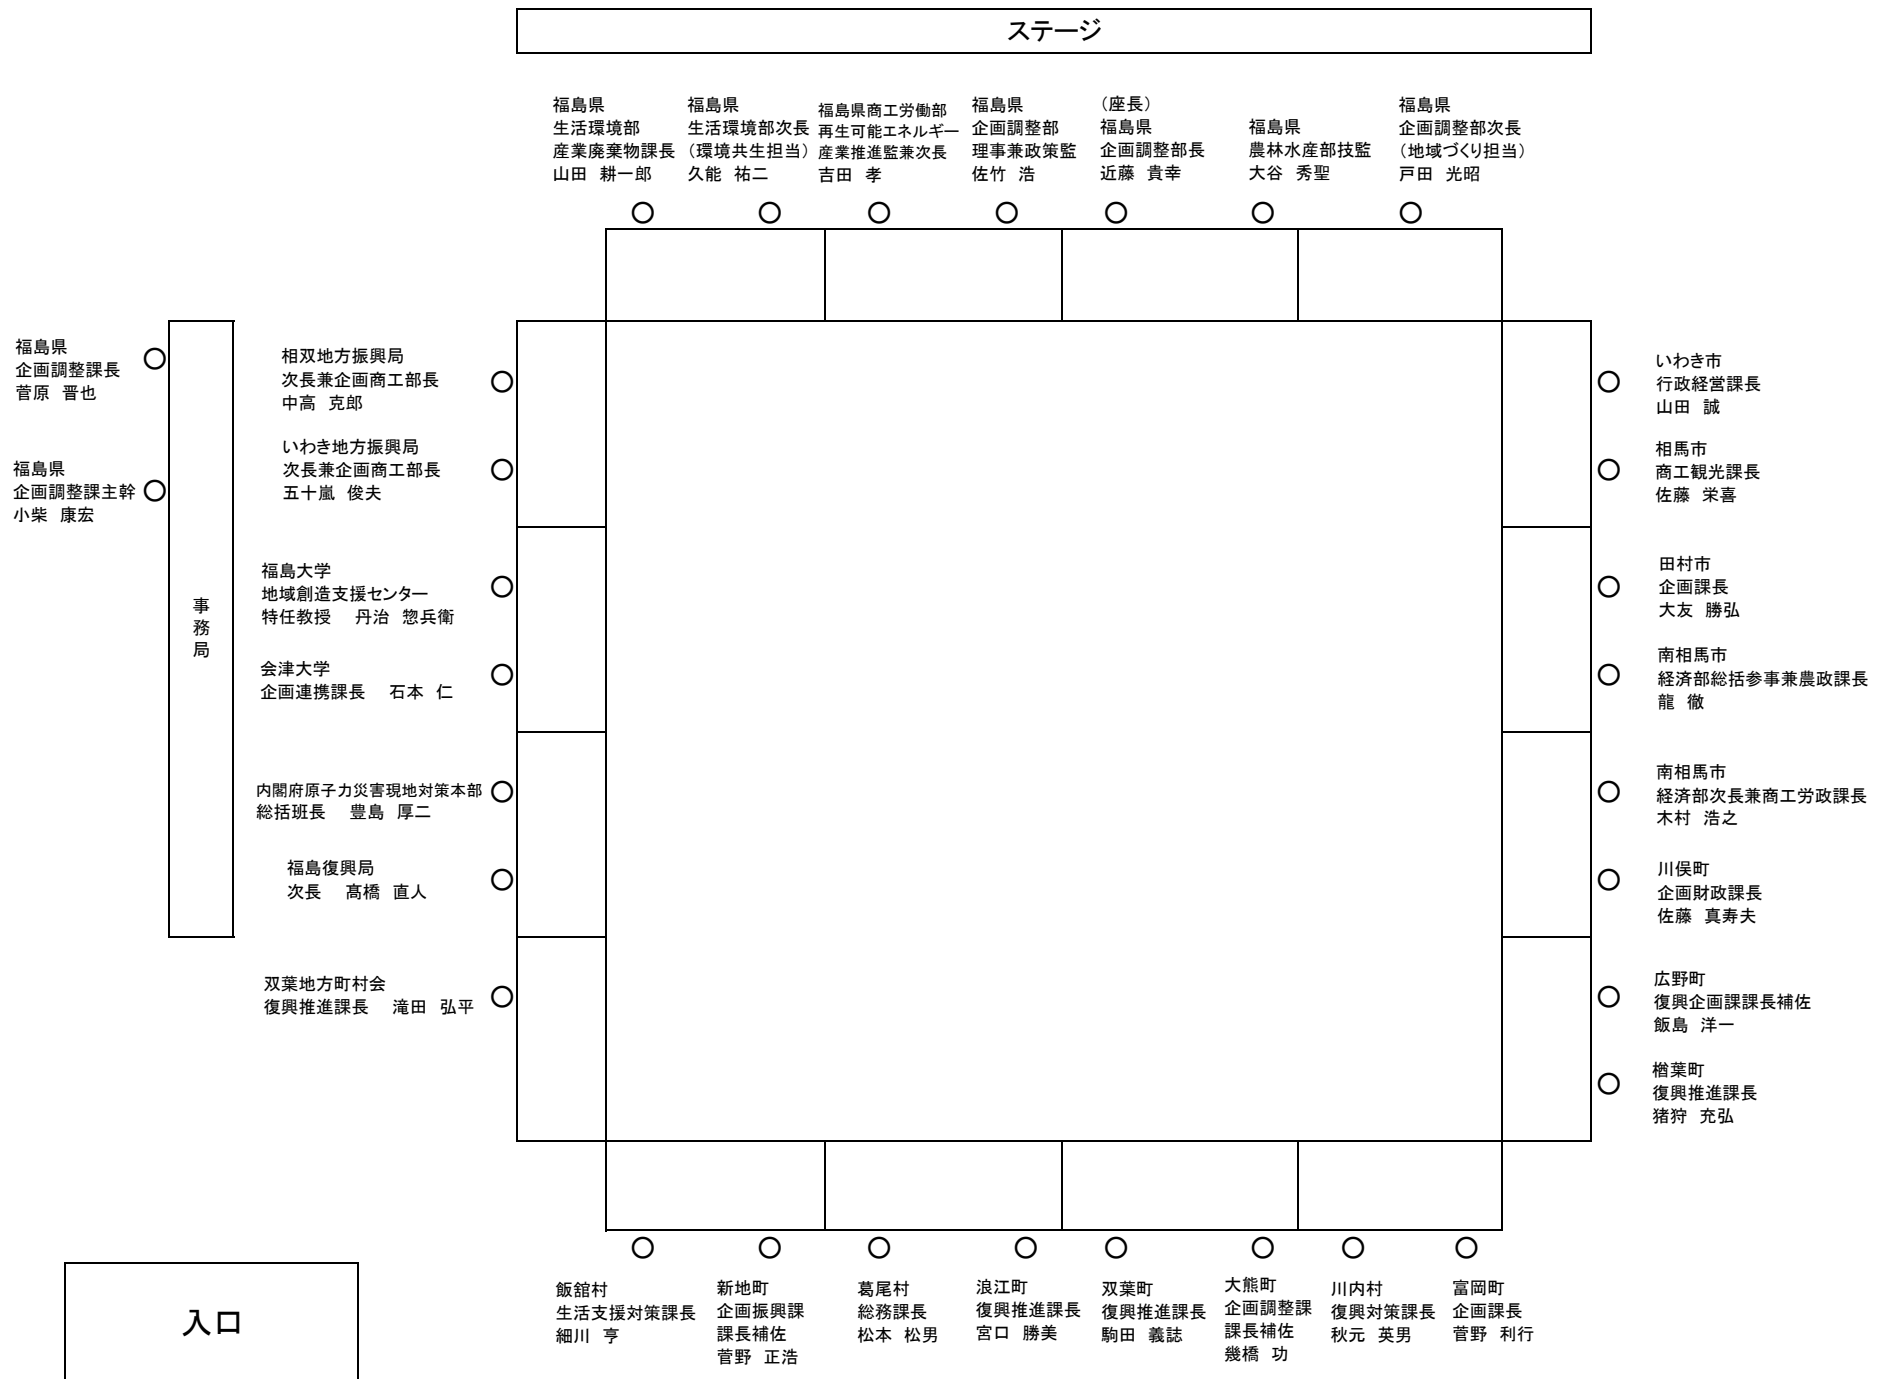 ステージ
福島県
生活環境部
産業廃棄物課長
山田 耕一郎
福島県
生活環境部次長
（環境共生担当）
久能 祐二
福島県商工労働部
再生可能エネルギー
産業推進監兼次長
吉田 孝
福島県
企画調整部
理事兼政策監
佐竹 浩
（座長）
福島県
企画調整部長
近藤 貴幸
福島県
農林水産部技監
大谷 秀聖
福島県
企画調整部次長
（地域づくり担当）
戸田 光昭
福島県
企画調整課長
菅原 晋也
福島県
企画調整課主幹
小柴 康宏
事務局
相双地方振興局
次長兼企画商工部長
中高 克郎
いわき地方振興局
次長兼企画商工部長
五十嵐 俊夫
福島大学
地域創造支援センター
特任教授 丹治 惣兵衛
会津大学
企画連携課長 石本 仁
内閣府原子力災害現地対策本部
総括班長 豊島 厚二
福島復興局
次長 髙橋 直人
双葉地方町村会
復興推進課長 滝田 弘平
いわき市
行政経営課長
山田 誠
相馬市
商工観光課長
佐藤 栄喜
田村市
企画課長
大友 勝弘
南相馬市
経済部総括参事兼農政課長
龍 徹
南相馬市
経済部次長兼商工労政課長
木村 浩之
川俣町
企画財政課長
佐藤 真寿夫
広野町
復興企画課課長補佐
飯島 洋一
楢葉町
復興推進課長
猪狩 充弘
飯舘村
生活支援対策課長
細川 亨
新地町
企画振興課
課長補佐
菅野 正浩
葛尾村
総務課長
松本 松男
浪江町
復興推進課長
宮口 勝美
双葉町
復興推進課長
駒田 義誌
大熊町
企画調整課
課長補佐
幾橋 功
川内村
復興対策課長
秋元 英男
富岡町
企画課長
菅野 利行
入口